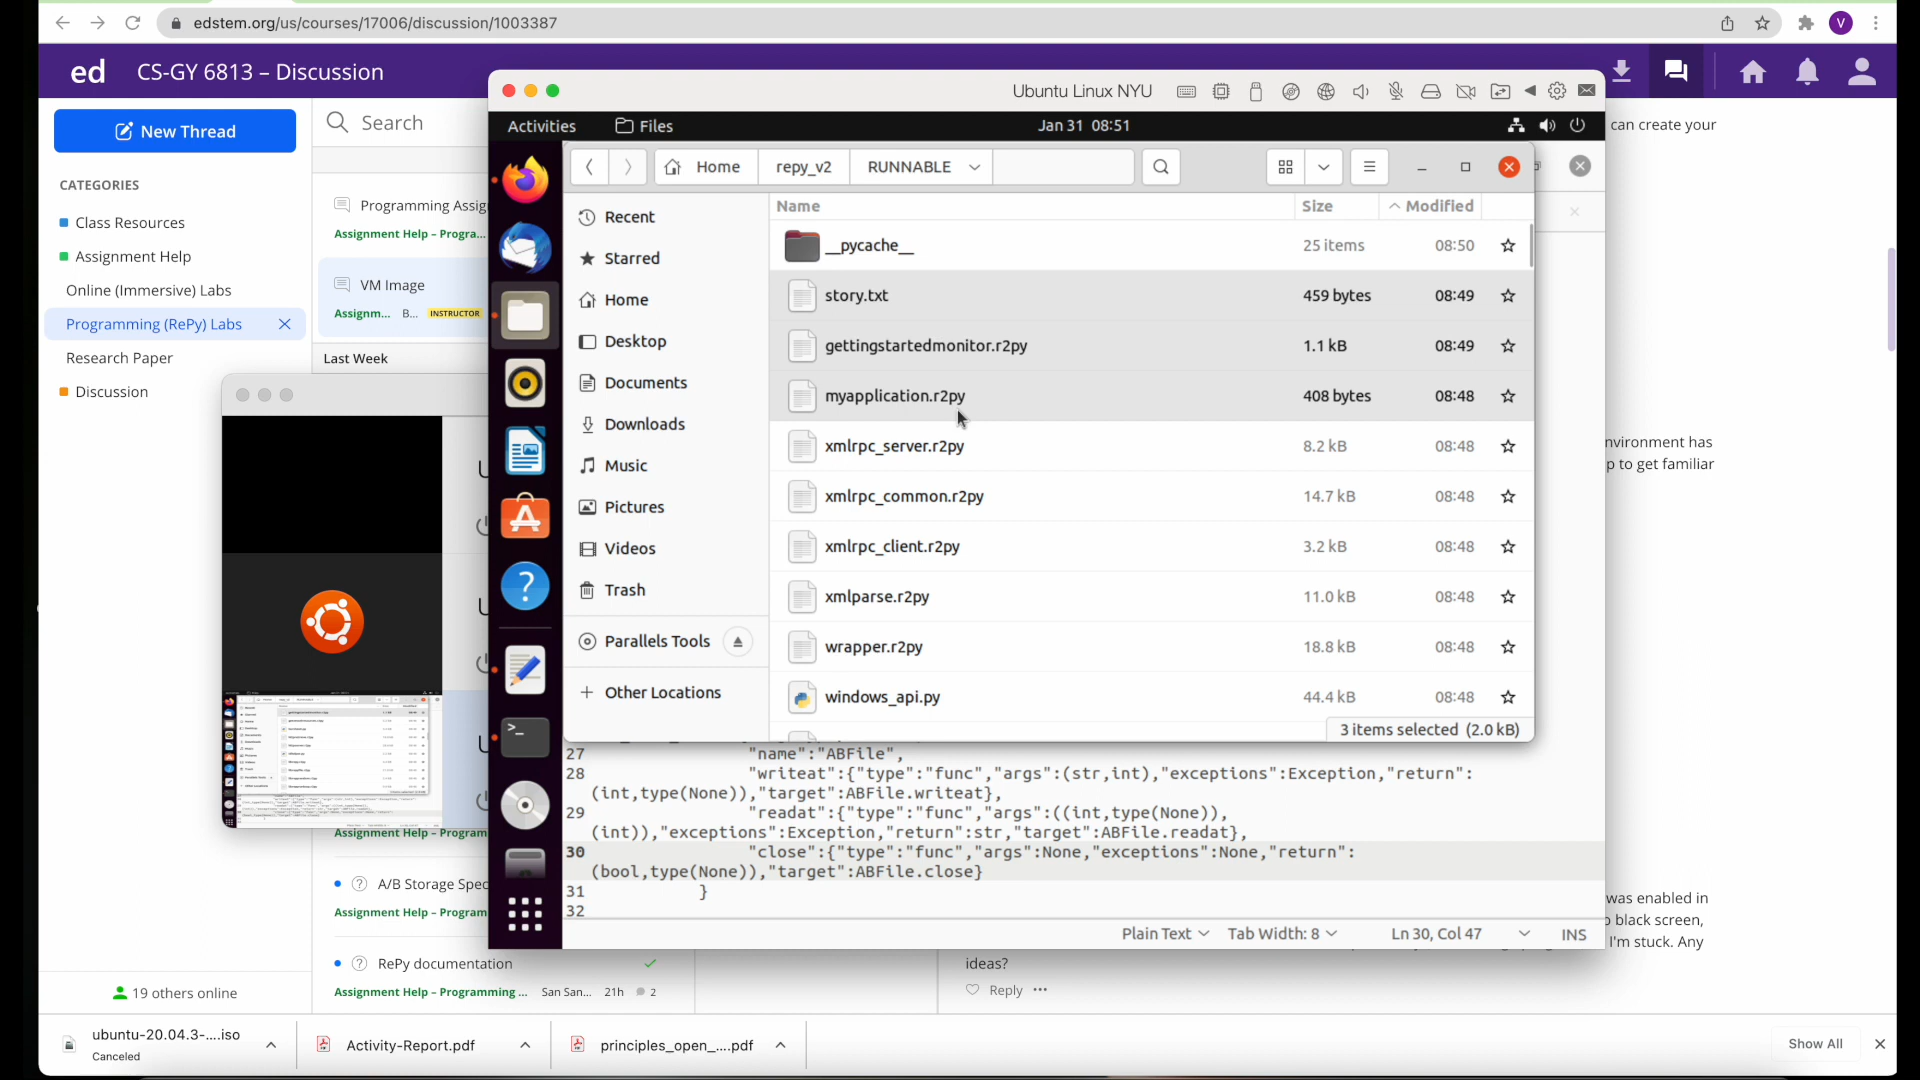 edstem.org/us/courses/17006/discussion/1003387
V
ed CS-GY 6813 – Discussion
New Thread
Search
can create your
CATEGORIES
Class Resources
Assignment Help
Online (Immersive) Labs
Programming (RePy) Labs
Research Paper
Discussion
Programming Assig
Assignment Help – Progra...
VM Image
Assignm... B... INSTRUCTOR
Last Week
Ubuntu Linux NYU
Activities Files Jan 31 08:51
Home repy_v2 RUNNABLE
Recent
Starred
Home
Desktop
Documents
Downloads
Music
Pictures
Videos
Trash
Parallels Tools
+ Other Locations
Name Size Modified
__pycache__ 25 items 08:50
story.txt 459 bytes 08:49
gettingstartedmonitor.r2py 1.1 kB 08:49
myapplication.r2py 408 bytes 08:48
xmlrpc_server.r2py 8.2 kB 08:48
xmlrpc_common.r2py 14.7 kB 08:48
xmlrpc_client.r2py 3.2 kB 08:48
xmlparse.r2py 11.0 kB 08:48
wrapper.r2py 18.8 kB 08:48
windows_api.py 44.4 kB 08:48
3 items selected (2.0 kB)
nvironment has
p to get familiar
27 "name":"ABFile",
28 "writeat":{"type":"func","args":(str,int),"exceptions":Exception,"return":
(int,type(None)),"target":ABFile.writeat},
29 "readat":{"type":"func","args":((int,type(None)),
(int)),"exceptions":Exception,"return":str,"target":ABFile.readat},
30 "close":{"type":"func","args":None,"exceptions":None,"return":
(bool,type(None)),"target":ABFile.close}
31 }
32
Plain Text Tab Width: 8 Ln 30, Col 47 INS
was enabled in
black screen,
I'm stuck. Any
ideas?
Reply
Assignment Help – Program
A/B Storage Spec
Assignment Help – Program
RePy documentation
Assignment Help – Programming ... San San... 21h 2
19 others online
ubuntu-20.04.3-....iso
Canceled
Activity-Report.pdf
principles_open_....pdf
Show All